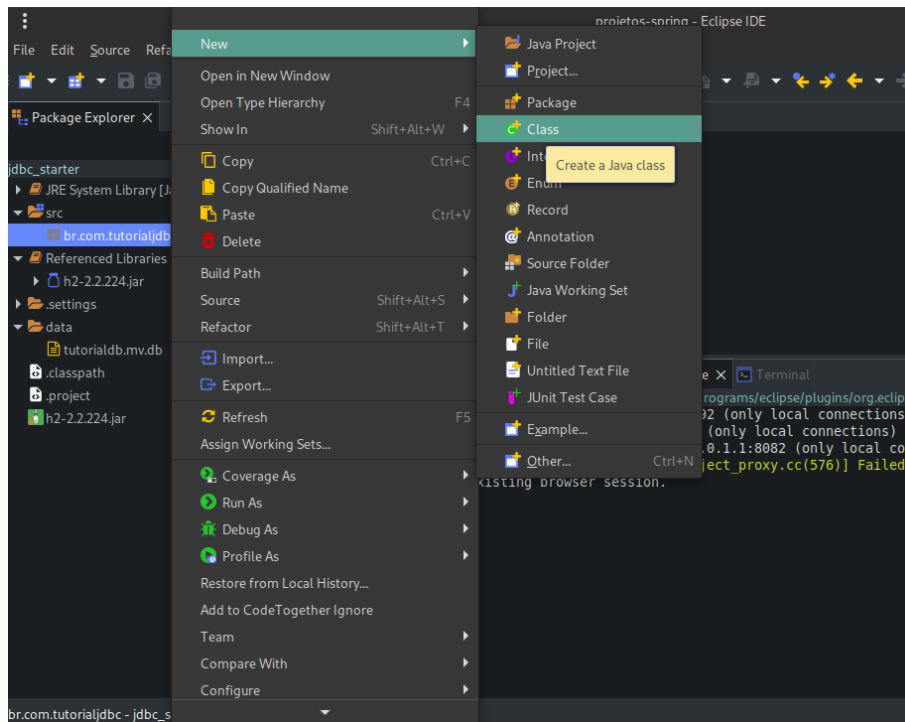 projetos-spring - Eclipse IDE
File Edit Source Refa
Package Explorer
jdbc_starter
JRE System Library [Ja
src
br.com.tutorialjdb
Referenced Libraries
h2-2.2.224.jar
.settings
data
tutorialdb.mv.db
.classpath
.project
h2-2.2.224.jar
br.com.tutorialjdbc - jdbc_s
New
Open in New Window
Open Type Hierarchy F4
Show In Shift+Alt+W
Copy Ctrl+C
Copy Qualified Name
Paste Ctrl+V
Delete
Build Path
Source Shift+Alt+S
Refactor Shift+Alt+T
Import...
Export...
Refresh F5
Assign Working Sets...
Coverage As
Run As
Debug As
Profile As
Restore from Local History...
Add to CodeTogether Ignore
Team
Compare With
Configure
Java Project
Project...
Package
Class
Create a Java class
Inte
Enum
Record
Annotation
Source Folder
Java Working Set
Folder
File
Untitled Text File
JUnit Test Case
Example...
Other... Ctrl+N
e Terminal
rograms/eclipse/plugins/org.eclip
92 (only local connections
(only local connections)
.0.1.1:8082 (only local co
ject_proxy.cc(576)] Failed
xisting browser session.